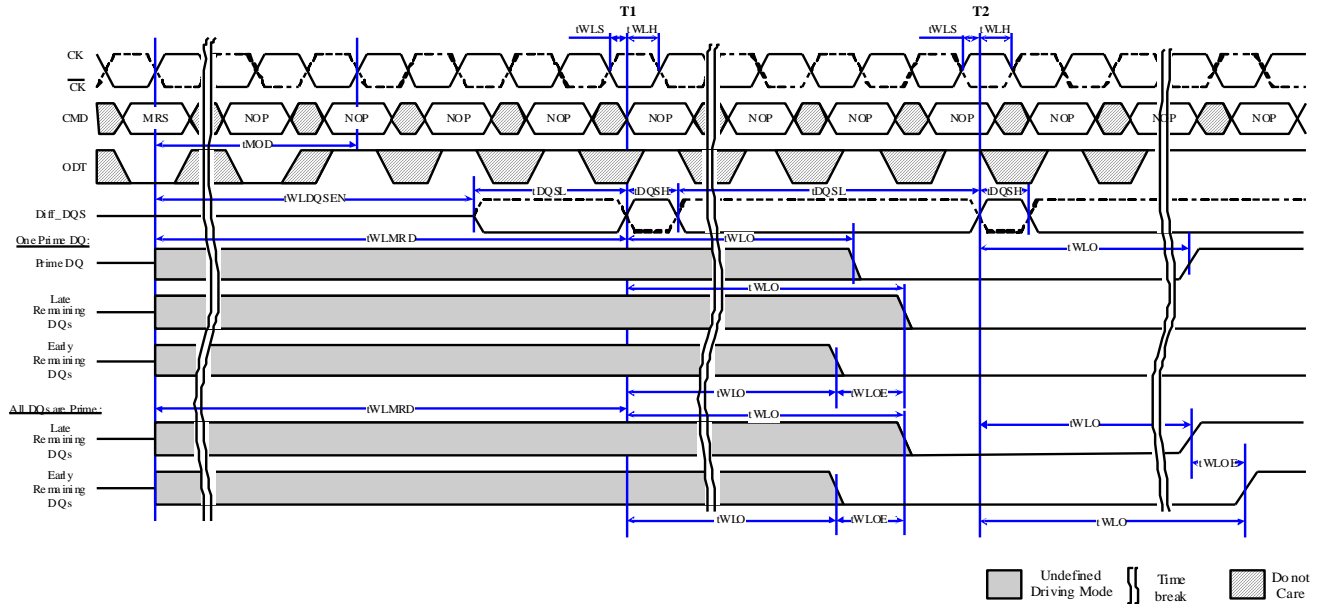 T1 T2
tWLS tWLH tWLS tWLH
CK
CK
CMD MRS NOP NOP NOP NOP NOP NOP NOP NOP NOP NOP
tMOD
ODT
tDQSL tDQSH tDQSL tDQSH
tWLDQSEN
Diff_DQS
One Prime DQ:
tWLMRD tWLO tWLO
Prime DQ
tWLO
Late
Remaining
DQs
Early
Remaining
DQs
tWLO tWLOE
All DQs are Prime:
tWLMRD tWLO tWLO
Late
Remaining
DQs
tWLOE
Early
Remaining
DQs
tWLO tWLOE tWLO
Undefined
Driving Mode
Time
break
Do not
Care